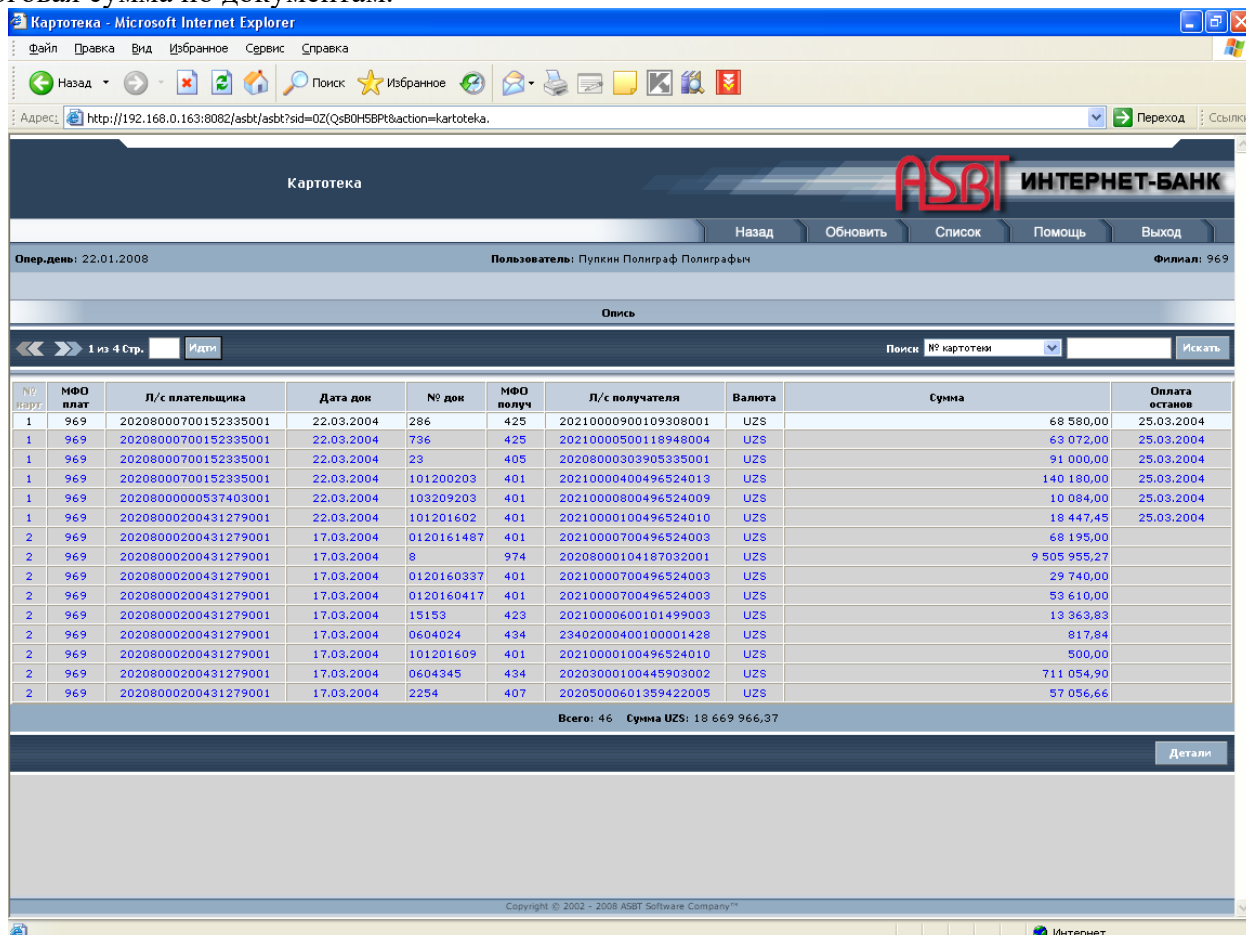 овая сумма по документам.
Картотека - Microsoft Internet Explorer
Файл Правка Вид Избранное Сервис Справка
Назад Поиск Избранное
Адрес: http://192.168.0.163:8082/asbt/asbt?sid=0Z(QsB0H5BPt&action=kartoteka. Переход Ссылки
Картотека ASBT ИНТЕРНЕТ-БАНК
Назад Обновить Список Помощь Выход
Опер.день: 22.01.2008 Пользователь: Пупкин Полиграф Полиграфыч Филиал: 969
Опись
1 из 4 Стр. Идти Поиск № картотеки Искать
№ карт МФО плат Л/с плательщика Дата док № док МФО получ Л/с получателя Валюта Сумма Оплата останов
1 969 20208000700152335001 22.03.2004 286 425 20210000900109308001 UZS 68 580,00 25.03.2004
1 969 20208000700152335001 22.03.2004 736 425 20210000500118948004 UZS 63 072,00 25.03.2004
1 969 20208000700152335001 22.03.2004 23 405 20208000303905335001 UZS 91 000,00 25.03.2004
1 969 20208000700152335001 22.03.2004 101200203 401 20210000400496524013 UZS 140 180,00 25.03.2004
1 969 20208000000537403001 22.03.2004 103209203 401 20210000800496524009 UZS 10 084,00 25.03.2004
1 969 20208000200431279001 22.03.2004 101201602 401 20210000100496524010 UZS 18 447,45 25.03.2004
2 969 20208000200431279001 17.03.2004 0120161487 401 20210000700496524003 UZS 68 195,00
2 969 20208000200431279001 17.03.2004 8 974 20208000104187032001 UZS 9 505 955,27
2 969 20208000200431279001 17.03.2004 0120160337 401 20210000700496524003 UZS 29 740,00
2 969 20208000200431279001 17.03.2004 0120160417 401 20210000700496524003 UZS 53 610,00
2 969 20208000200431279001 17.03.2004 15153 423 20210000600101499003 UZS 13 363,83
2 969 20208000200431279001 17.03.2004 0604024 434 23402000400100001428 UZS 817,84
2 969 20208000200431279001 17.03.2004 101201609 401 20210000100496524010 UZS 500,00
2 969 20208000200431279001 17.03.2004 0604345 434 20203000100445903002 UZS 711 054,90
2 969 20208000200431279001 17.03.2004 2254 407 20205000601359422005 UZS 57 056,66
Всего: 46 Сумма UZS: 18 669 966,37
Детали
Copyright © 2002 - 2008 ASBT Software Company™
Интернет